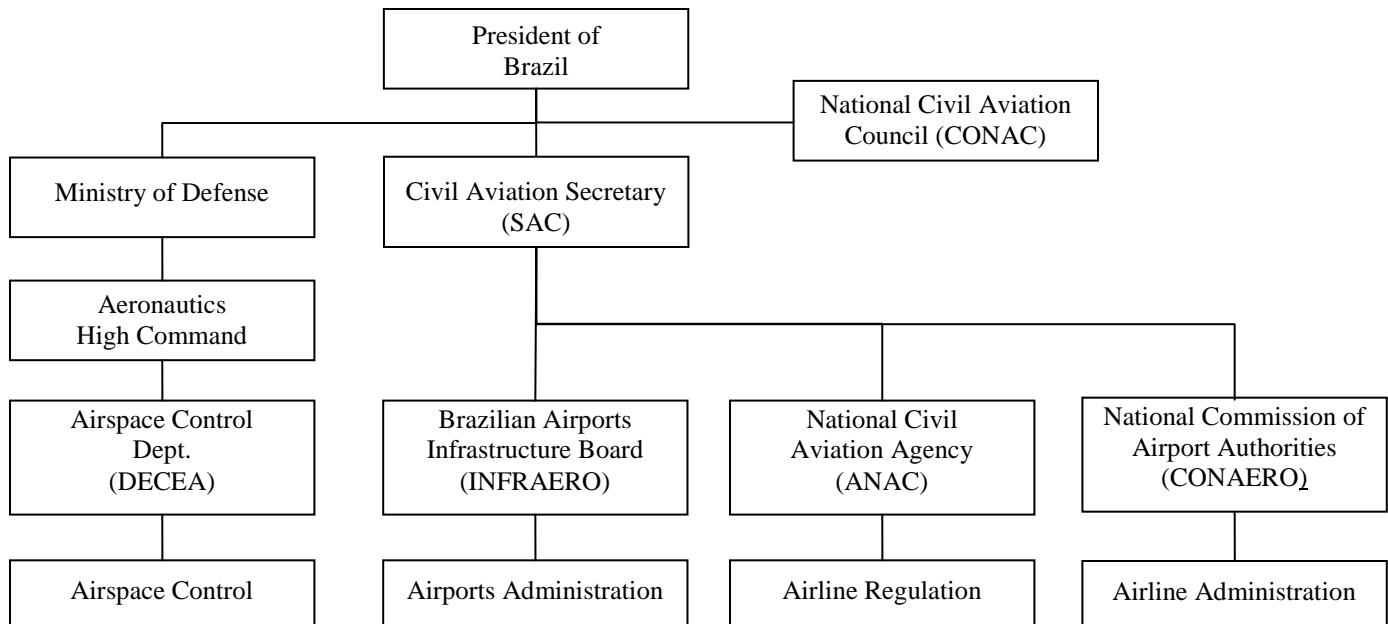 President of
Brazil
National Civil Aviation
Council (CONAC)
Ministry of Defense
Civil Aviation Secretary
(SAC)
Aeronautics
High Command
Airspace Control
Dept.
(DECEA)
Brazilian Airports
Infrastructure Board
(INFRAERO)
National Civil
Aviation Agency
(ANAC)
National Commission of
Airport Authorities
(CONAERO)
Airspace Control
Airports Administration
Airline Regulation
Airline Administration